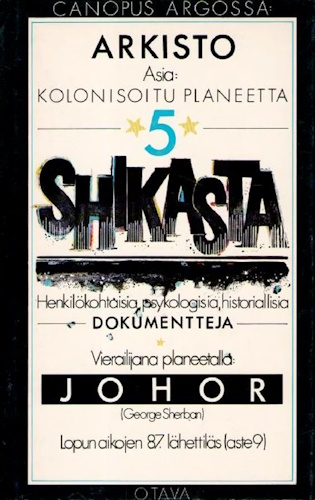 CANOPUS ARGOSSA:
ARKISTO
Asia:
KOLONISOITU PLANEETTA
5
SHIKASTA
Henkilökohtaisia, psykologisia, historiallisia
DOKUMENTTEJA
Vierailijana planeetalla:
JOHOR
(George Sherban)
Lopun aikojen 87. lähettiläs (aste 9)
OTAVA